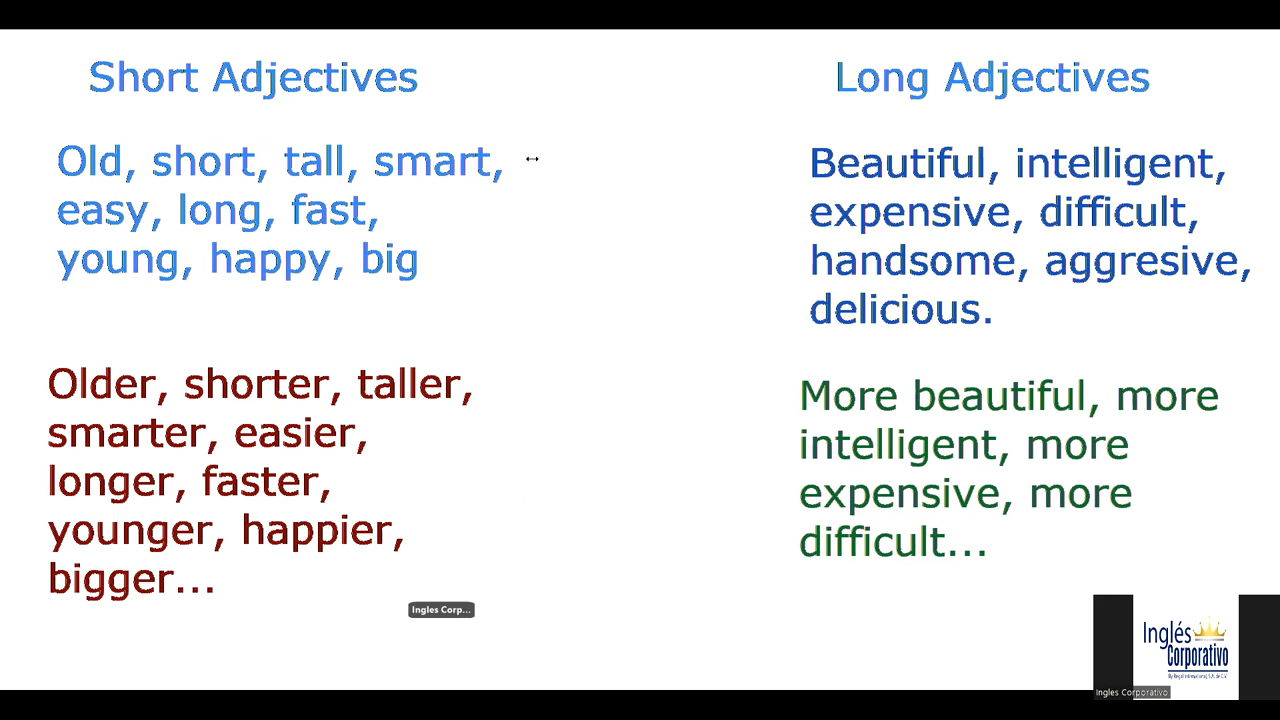 Short Adjectives
Old, short, tall, smart,
easy, long, fast,
young, happy, big
Older, shorter, taller,
smarter, easier,
longer, faster,
younger, happier,
bigger...
Long Adjectives
Beautiful, intelligent,
expensive, difficult,
handsome, aggresive,
delicious.
More beautiful, more
intelligent, more
expensive, more
difficult...
Ingles Corp...
Inglés
Corporativo
Ingles Corporativo